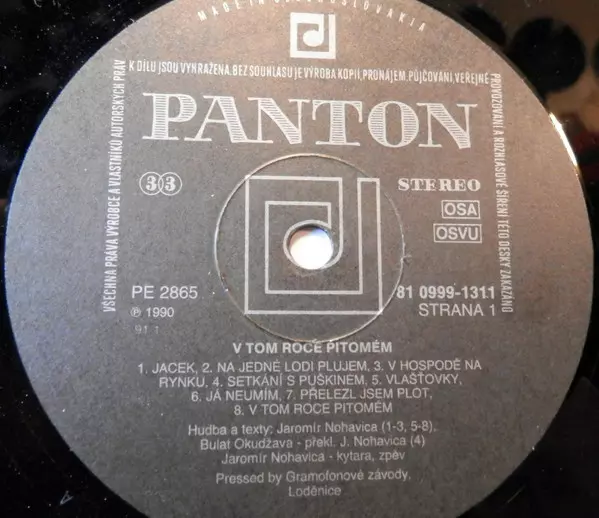 MADE IN CZECHOSLOVAKIA
VŠECHNA PRÁVA VÝROBCE A VLASTNÍKŮ AUTORSKÝCH PRÁV
K DÍLU JSOU VYHRAZENA. BEZ SOUHLASU JE VÝROBA KOPIÍ, PRONÁJEM, PŮJČOVÁNÍ, VEŘEJNÉ
PROVOZOVÁNÍ A ROZHLASOVÉ ŠÍŘENÍ TÉTO DESKY ZAKÁZÁNO
PANTON
33
STEREO
OSA
OSVU
PE 2865
81 0999-1311
℗ 1990
STRANA 1
91 1
V TOM ROCE PITOMÉM
1. JACEK, 2. NA JEDNÉ LODI PLUJEM, 3. V HOSPODĚ NA
RYNKU, 4. SETKÁNÍ S PUŠKINEM, 5. VLAŠŤOVKY,
6. JÁ NEUMÍM, 7. PŘELEZL JSEM PLOT,
8. V TOM ROCE PITOMÉM
Hudba a texty: Jaromír Nohavica (1-3, 5-8).
Bulat Okudžava - překl. J. Nohavica (4)
Jaromír Nohavica - kytara, zpěv
Pressed by Gramofonové závody,
Loděnice